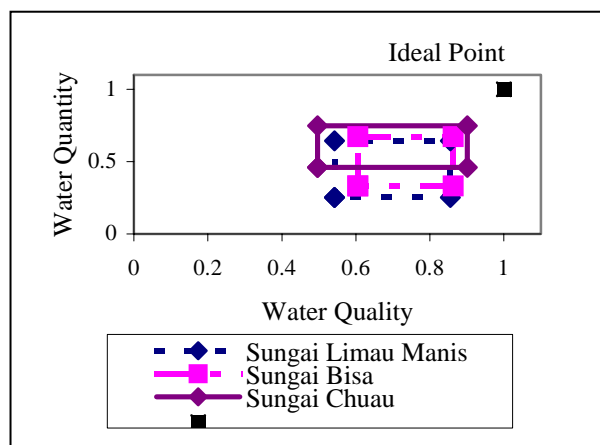 Ideal Point
1
0.5
0
0 0.2 0.4 0.6 0.8 1
Water Quantity
Water Quality
Sungai Limau Manis
Sungai Bisa
Sungai Chuau